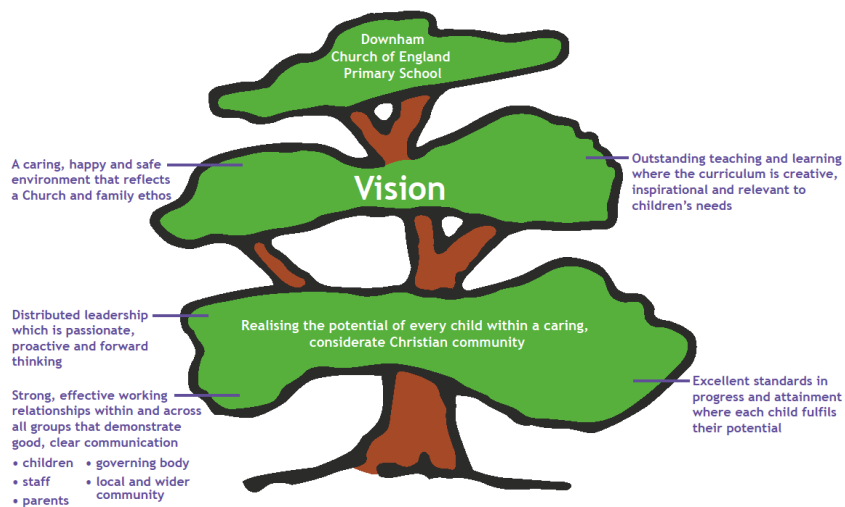 Downham
Church of England
Primary School
A caring, happy and safe
environment that reflects
a Church and family ethos
Vision
Outstanding teaching and learning
where the curriculum is creative,
inspirational and relevant to
children's needs
Distributed leadership
which is passionate,
proactive and forward
thinking
Realising the potential of every child within a caring,
considerate Christian community
Strong, effective working
relationships within and across
all groups that demonstrate
good, clear communication
• children
• staff
• parents
• governing body
• local and wider
community
Excellent standards in
progress and attainment
where each child fulfils
their potential